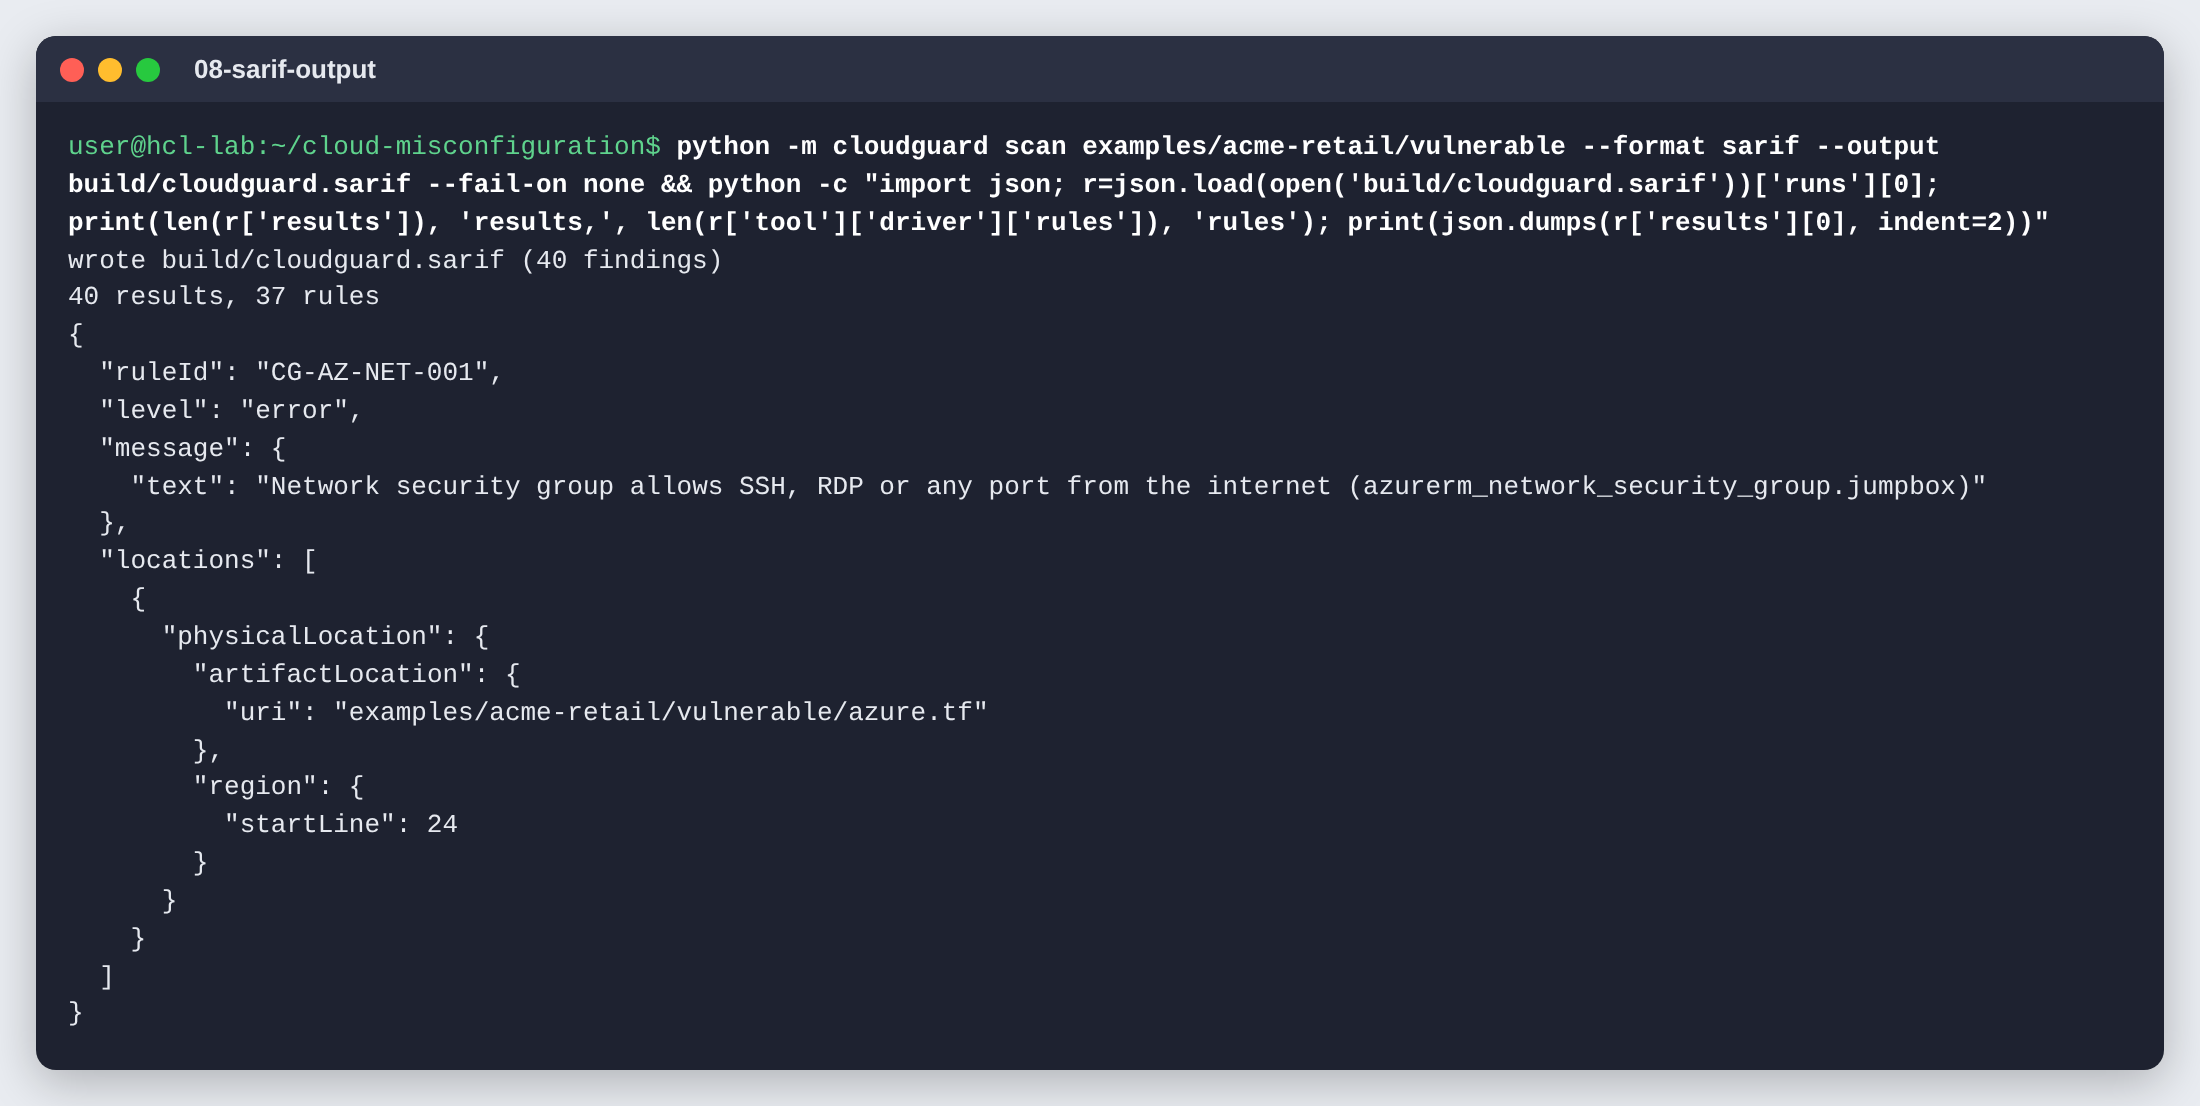 08-sarif-output
user@hcl-lab:~/cloud-misconfiguration$ python -m cloudguard scan examples/acme-retail/vulnerable --format sarif --output
build/cloudguard.sarif --fail-on none && python -c "import json; r=json.load(open('build/cloudguard.sarif'))['runs'][0];
print(len(r['results']), 'results,', len(r['tool']['driver']['rules']), 'rules'); print(json.dumps(r['results'][0], indent=2))"
wrote build/cloudguard.sarif (40 findings)
40 results, 37 rules
{
  "ruleId": "CG-AZ-NET-001",
  "level": "error",
  "message": {
    "text": "Network security group allows SSH, RDP or any port from the internet (azurerm_network_security_group.jumpbox)"
  },
  "locations": [
    {
      "physicalLocation": {
        "artifactLocation": {
          "uri": "examples/acme-retail/vulnerable/azure.tf"
        },
        "region": {
          "startLine": 24
        }
      }
    }
  ]
}